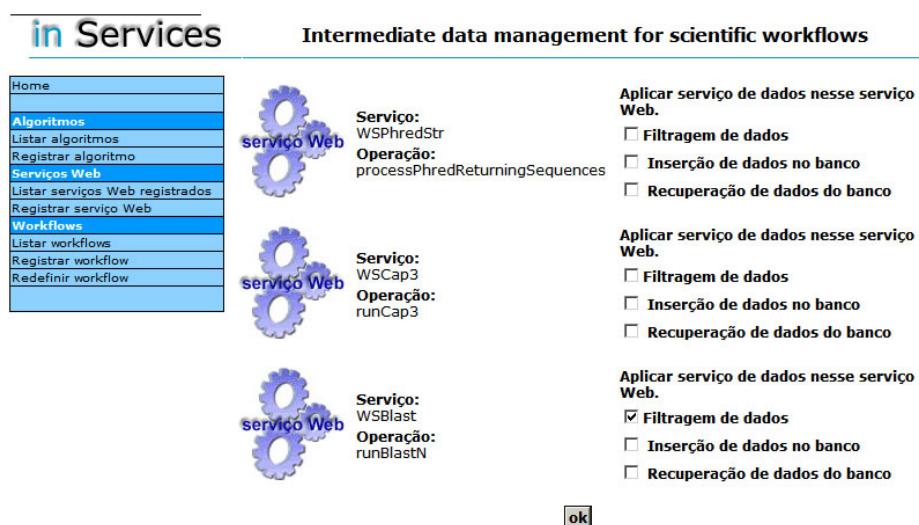 in Services
Intermediate data management for scientific workflows
Home
Algoritmos
Listar algoritmos
Registrar algoritmo
Serviços Web
Listar serviços Web registrados
Registrar serviço Web
Workflows
Listar workflows
Registrar workflow
Redefinir workflow
serviço Web
Serviço:
WSPhredStr
Operação:
processPhredReturningSequences
Aplicar serviço de dados nesse serviço
Web.
Filtragem de dados
Inserção de dados no banco
Recuperação de dados do banco
serviço Web
Serviço:
WSCap3
Operação:
runCap3
Aplicar serviço de dados nesse serviço
Web.
Filtragem de dados
Inserção de dados no banco
Recuperação de dados do banco
serviço Web
Serviço:
WSBlast
Operação:
runBlastN
Aplicar serviço de dados nesse serviço
Web.
Filtragem de dados
Inserção de dados no banco
Recuperação de dados do banco
ok